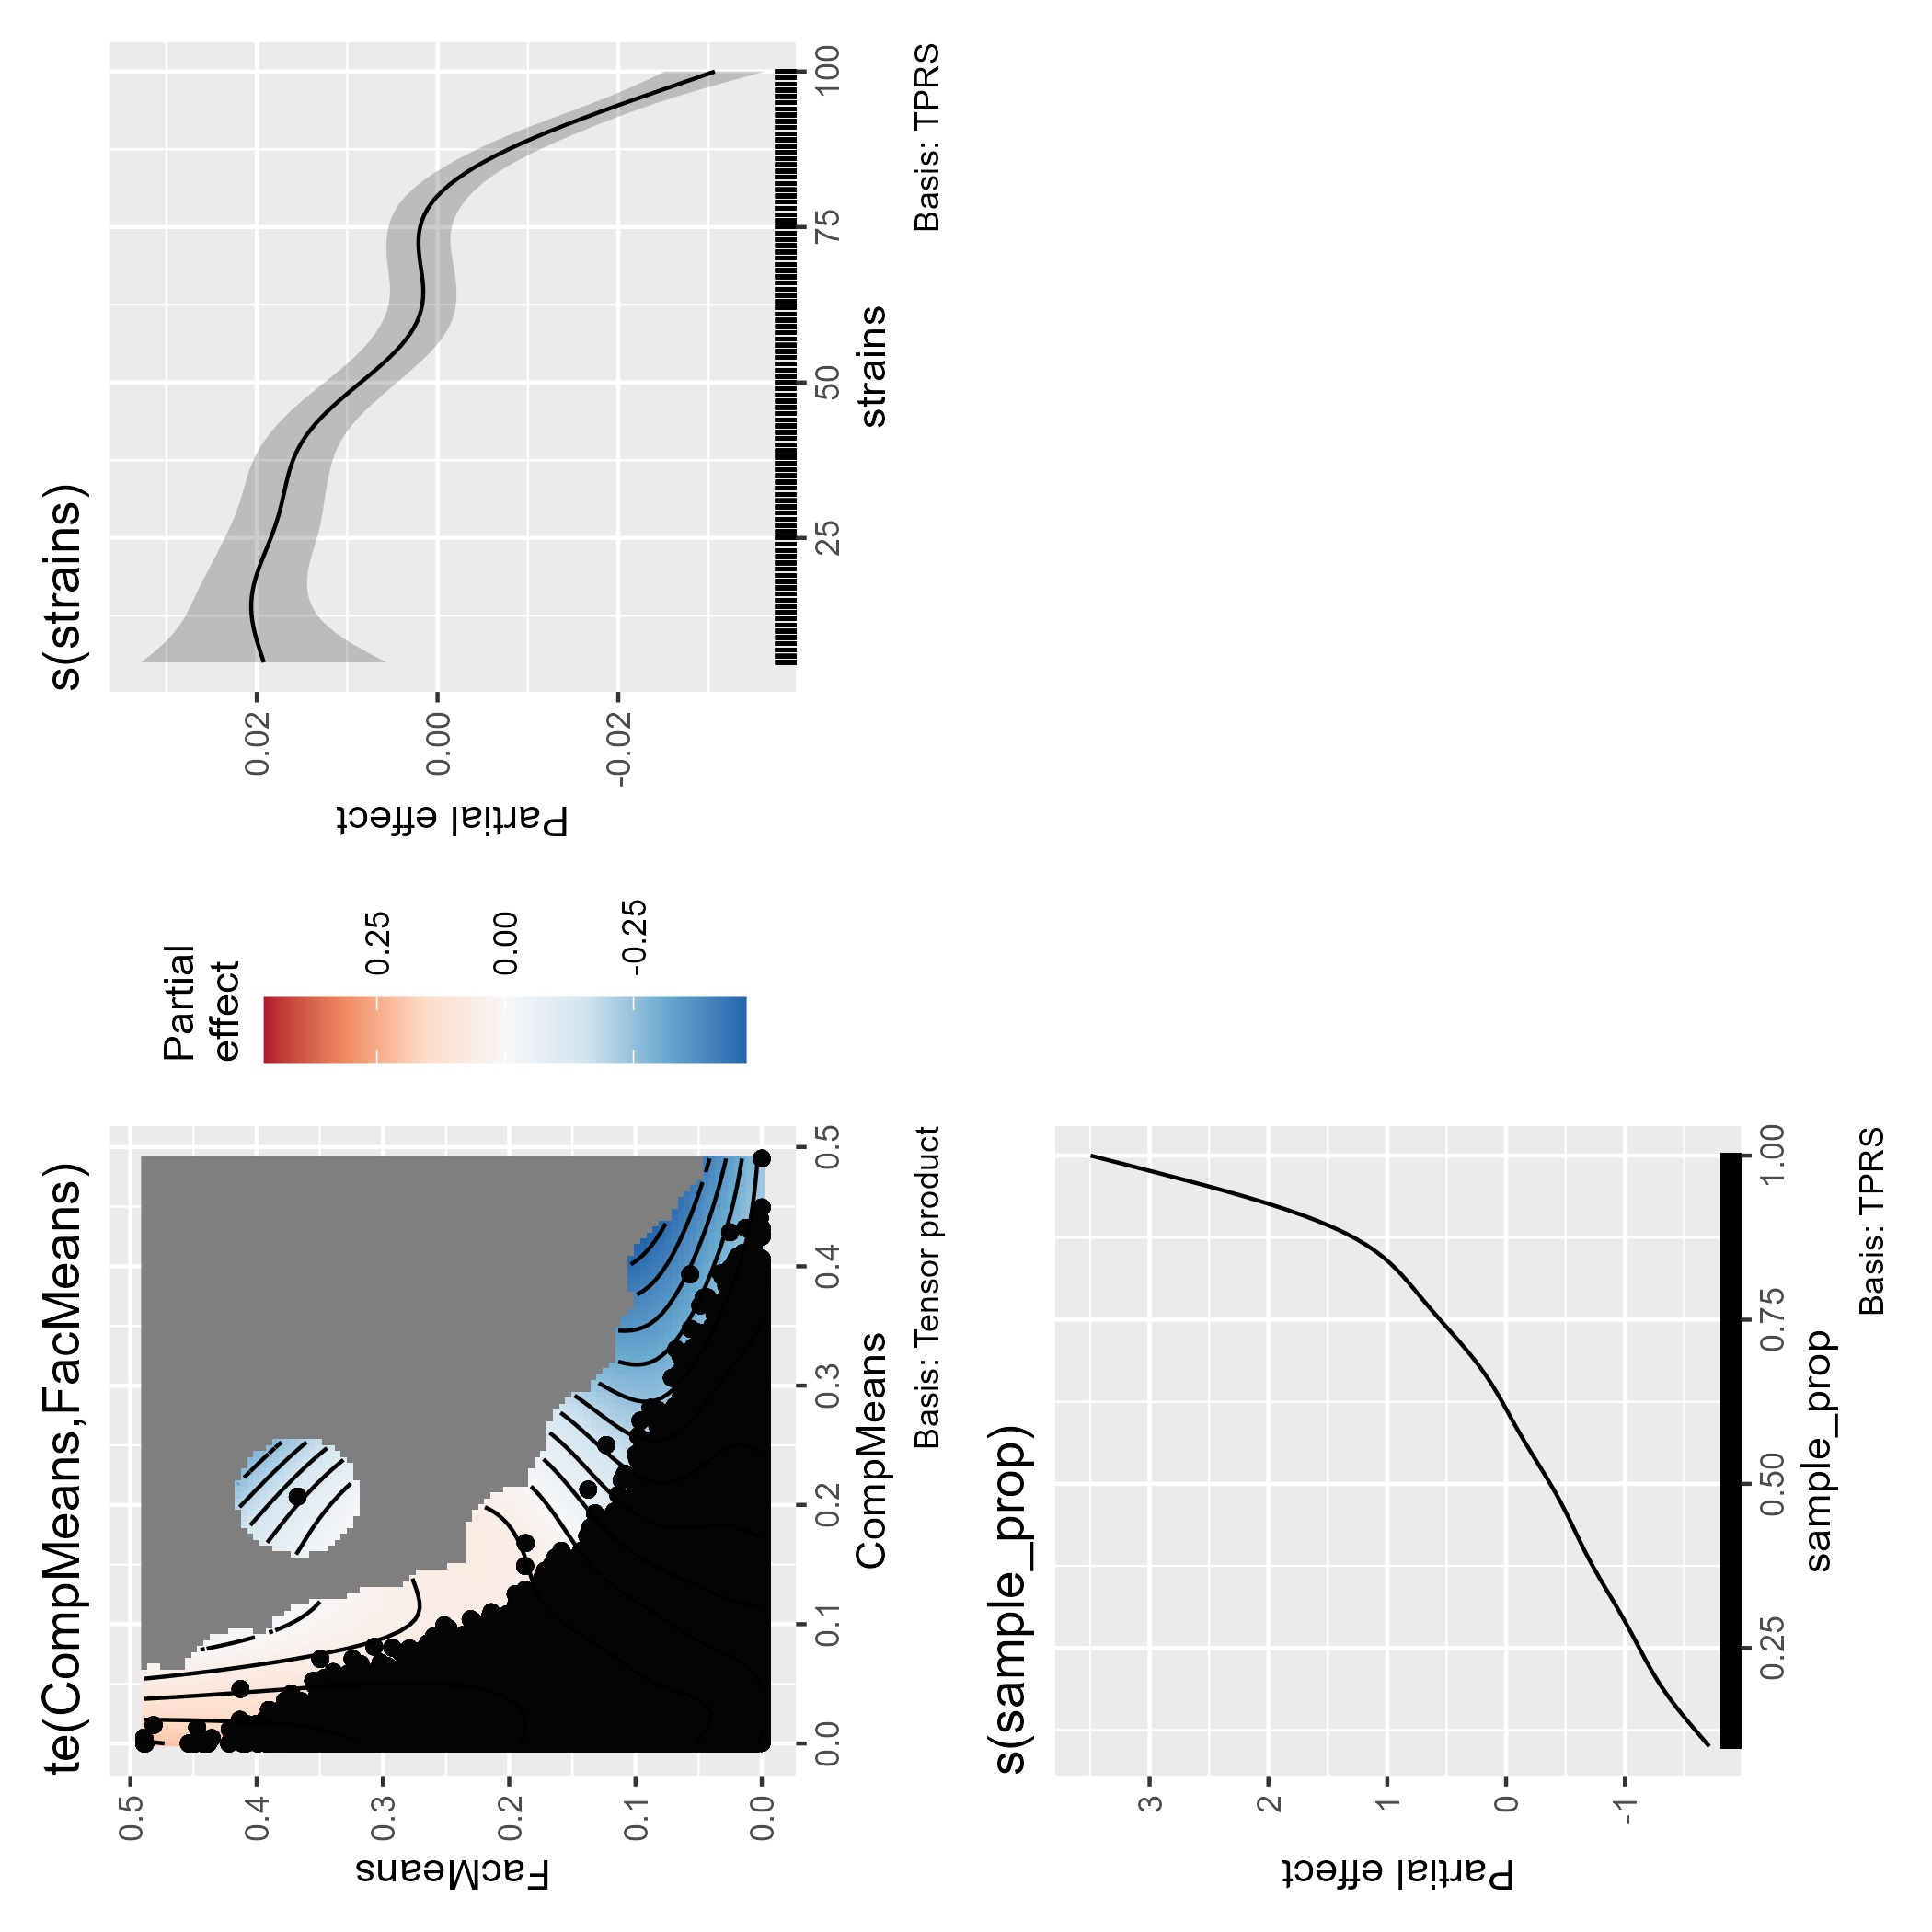 te(CompMeans,FacMeans)
FacMeans
0.5
0.4
0.3
0.2
0.1
0.0
0.0
0.1
0.2
0.3
0.4
0.5
CompMeans
Basis: Tensor product
Partial
effect
0.25
0.00
-0.25
s(strains)
Partial effect
0.02
0.00
-0.02
25
50
75
100
strains
Basis: TPRS
s(sample_prop)
Partial effect
3
2
1
0
-1
0.25
0.50
0.75
1.00
sample_prop
Basis: TPRS